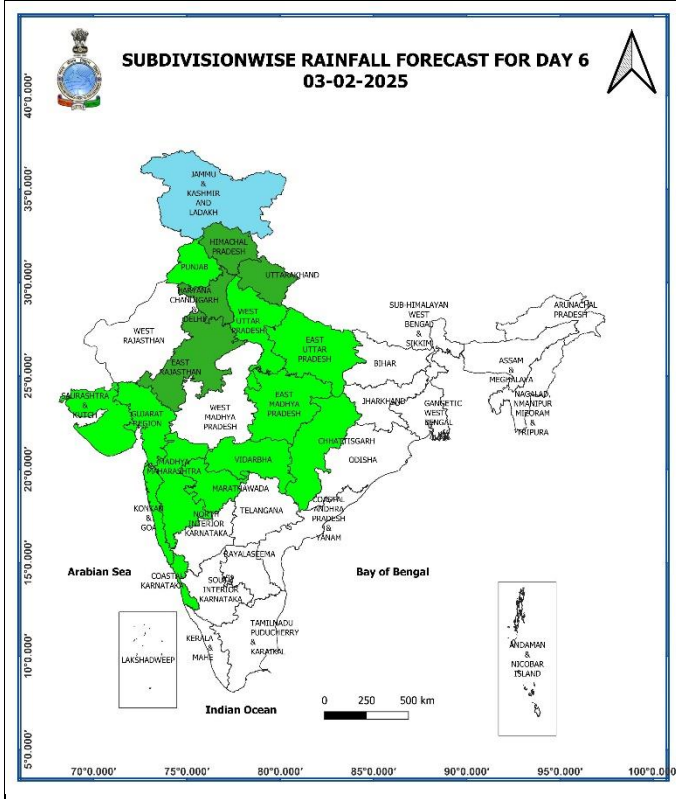 SUBDIVISIONWISE RAINFALL FORECAST FOR DAY 6
03-02-2025
40°0.000'
35°0.000'
30°0.000'
25°0.000'
20°0.000'
15°0.000'
10°0.000'
5°0.000'
JAMMU
&
KASHMIR
AND
LADAKH
HIMACHAL
PRADESH
PUNJAB
UTTARAKHAND
HARYANA
CHANDIGARH
&
DELHI
WEST
UTTAR
PRADESH
WEST
RAJASTHAN
EAST
RAJASTHAN
EAST
UTTAR
PRADESH
SUB-HIMALAYAN
WEST
BENGAL
&
SIKKIM
ARUNACHAL
PRADESH
BIHAR
ASSAM
&
MEGHALAYA
SAURASHTRA
&
KUTCH
GUJARAT
REGION
WEST
MADHYA
PRADESH
EAST
MADHYA
PRADESH
JHARKHAND
GANGETIC
WEST
BENGAL
NAGALAD,
MNANIPUR
MIZORAM
&
TRIPURA
CHHATTISGARH
ODISHA
MADHYA
MAHARASHTRA
VIDARBHA
MARATHAWADA
KONKAN
&
GOA
NORTH
INTERIOR
KARNATAKA
TELANGANA
COASTAL
ANDHRA
PRADESH
&
YANAM
RAYALASEEMA
COASTAL
KARNATAKA
SOUTH
INTERIOR
KARNATAKA
Arabian Sea
Bay of Bengal
LAKSHADWEEP
KERALA
&
MAHE
TAMILNADU
PUDUCHERRY
&
KARAIKAL
ANDAMAN
&
NICOBAR
ISLAND
Indian Ocean
0 250 500 km
70°0.000' 75°0.000' 80°0.000' 85°0.000' 90°0.000' 95°0.000' 100°0.000'